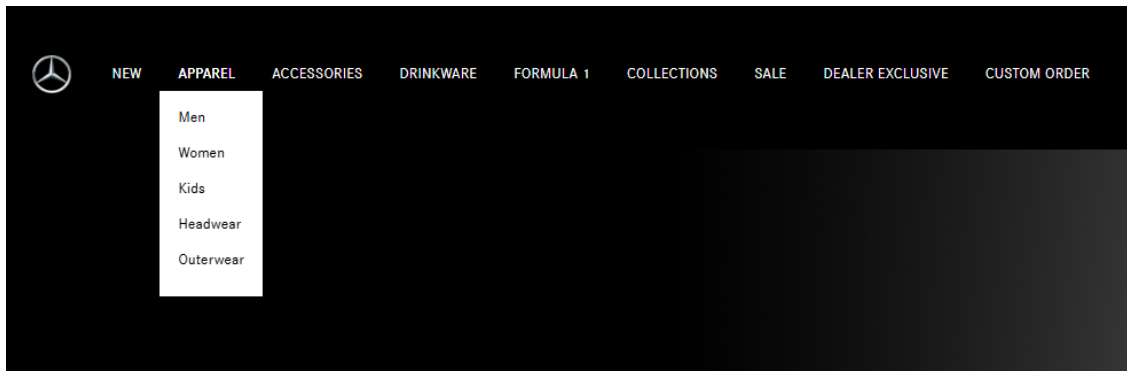 NEW APPAREL ACCESSORIES DRINKWARE FORMULA 1 COLLECTIONS SALE DEALER EXCLUSIVE CUSTOM ORDER
Men
Women
Kids
Headwear
Outerwear